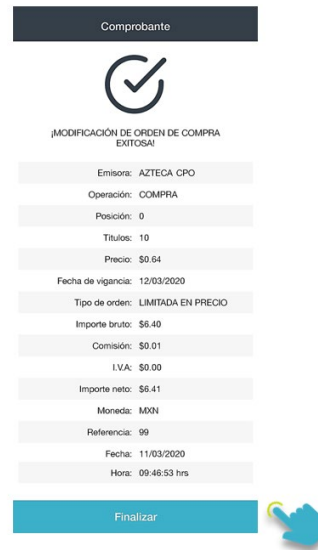 Comprobante
¡MODIFICACIÓN DE ORDEN DE COMPRA
EXITOSA!
Emisora: AZTECA CPO
Operación: COMPRA
Posición: 0
Titulos: 10
Precio: $0.64
Fecha de vigancia: 12/03/2020
Tipo de orden: LIMITADA EN PRECIO
Importe bruto: $6.40
Comisión: $0.01
I.V.A: $0.00
Importe neto: $6.41
Moneda: MXN
Referencia: 99
Fecha: 11/03/2020
Hora: 09:46:53 hrs
Finalizar